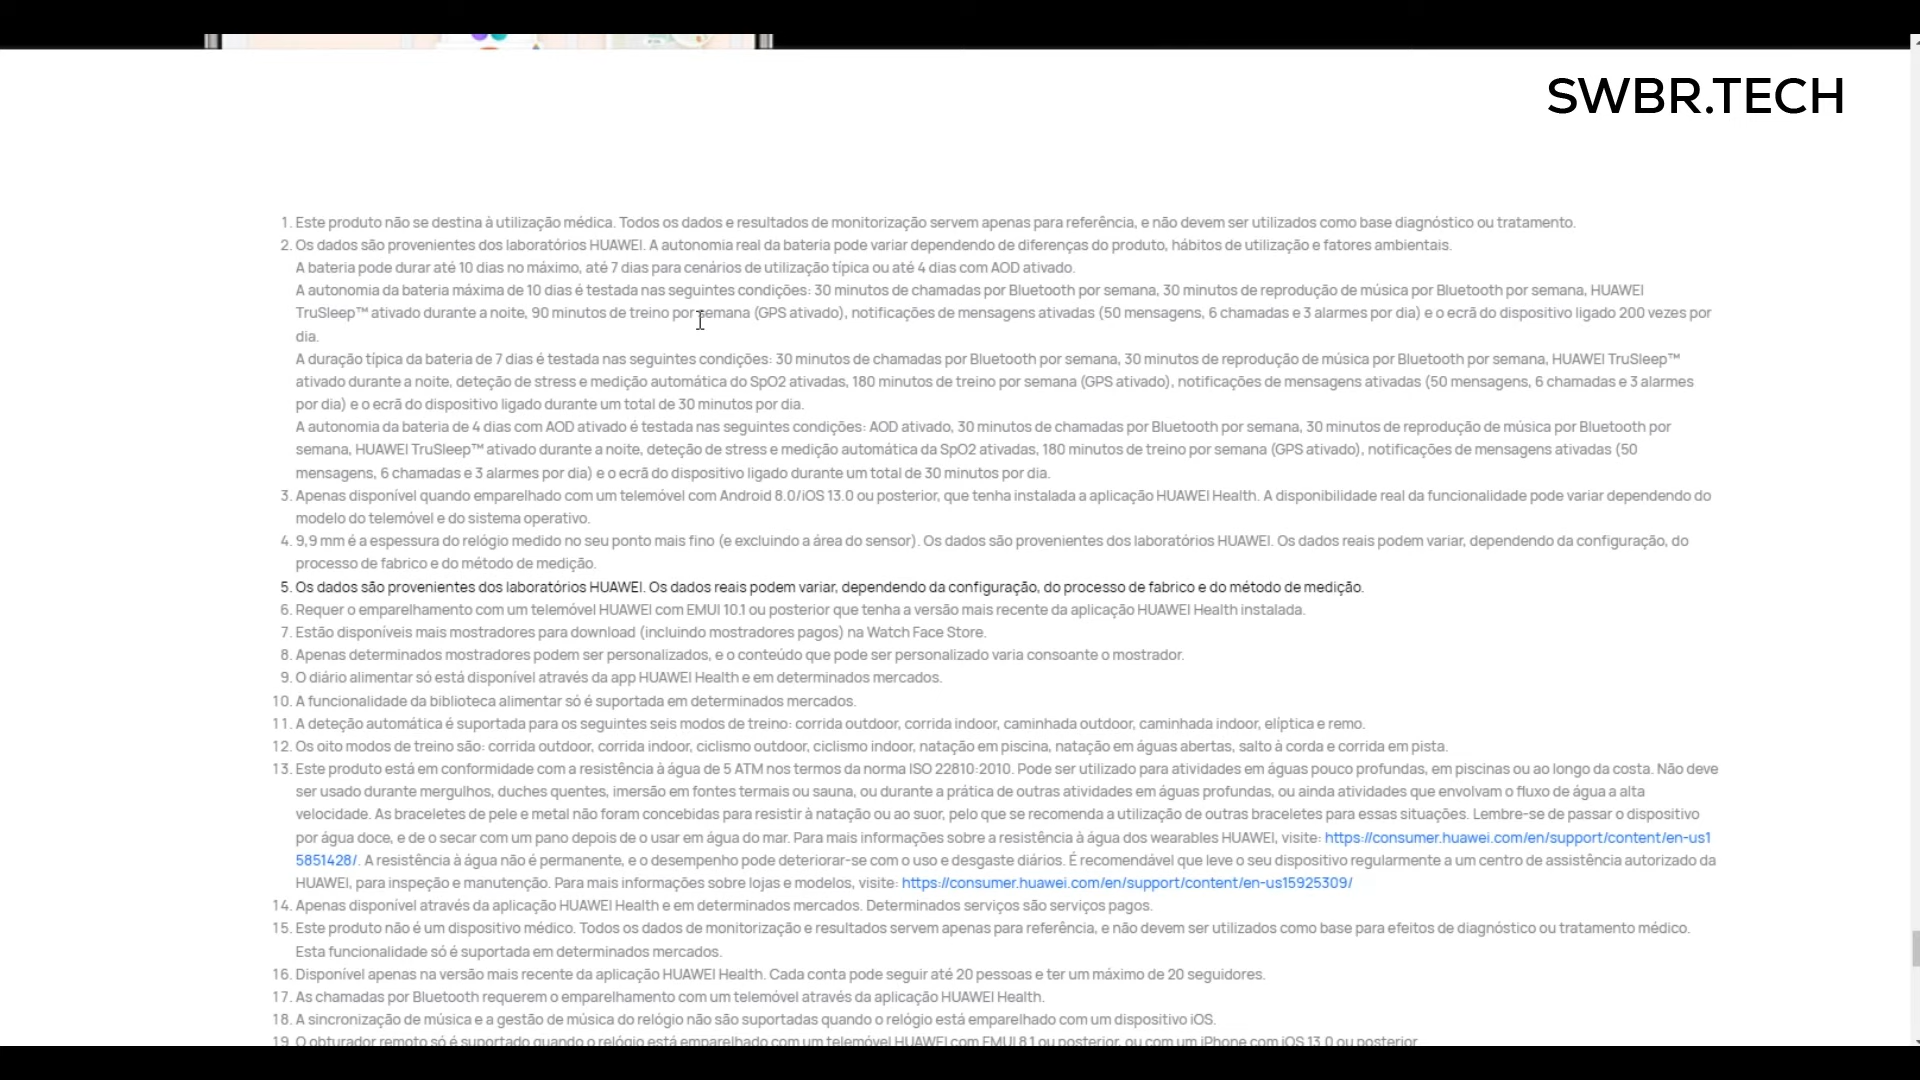 SWBR.TECH
1. Este produto não se destina à utilização médica. Todos os dados e resultados de monitorização servem apenas para referência, e não devem ser utilizados como base diagnóstico ou tratamento.
2. Os dados são provenientes dos laboratórios HUAWEI. A autonomia real da bateria pode variar dependendo de diferenças do produto, hábitos de utilização e fatores ambientais.
A bateria pode durar até 10 dias no máximo, até 7 dias para cenários de utilização típica ou até 4 dias com AOD ativado.
A autonomia da bateria máxima de 10 dias é testada nas seguintes condições: 30 minutos de chamadas por Bluetooth por semana, 30 minutos de reprodução de música por Bluetooth por semana, HUAWEI
TruSleep™ ativado durante a noite, 90 minutos de treino por semana (GPS ativado), notificações de mensagens ativadas (50 mensagens, 6 chamadas e 3 alarmes por dia) e o ecrã do dispositivo ligado 200 vezes por
dia.
A duração típica da bateria de 7 dias é testada nas seguintes condições: 30 minutos de chamadas por Bluetooth por semana, 30 minutos de reprodução de música por Bluetooth por semana, HUAWEI TruSleep™
ativado durante a noite, deteção de stress e medição automática do SpO2 ativadas, 180 minutos de treino por semana (GPS ativado), notificações de mensagens ativadas (50 mensagens, 6 chamadas e 3 alarmes
por dia) e o ecrã do dispositivo ligado durante um total de 30 minutos por dia.
A autonomia da bateria de 4 dias com AOD ativado é testada nas seguintes condições: AOD ativado, 30 minutos de chamadas por Bluetooth por semana, 30 minutos de reprodução de música por Bluetooth por
semana, HUAWEI TruSleep™ ativado durante a noite, deteção de stress e medição automática da SpO2 ativadas, 180 minutos de treino por semana (GPS ativado), notificações de mensagens ativadas (50
mensagens, 6 chamadas e 3 alarmes por dia) e o ecrã do dispositivo ligado durante um total de 30 minutos por dia.
3. Apenas disponível quando emparelhado com um telemóvel com Android 8.0/iOS 13.0 ou posterior, que tenha instalada a aplicação HUAWEI Health. A disponibilidade real da funcionalidade pode variar dependendo do
modelo do telemóvel e do sistema operativo.
4. 9,9 mm é a espessura do relógio medido no seu ponto mais fino (e excluindo a área do sensor). Os dados são provenientes dos laboratórios HUAWEI. Os dados reais podem variar, dependendo da configuração, do
processo de fabrico e do método de medição.
5. Os dados são provenientes dos laboratórios HUAWEI. Os dados reais podem variar, dependendo da configuração, do processo de fabrico e do método de medição.
6. Requer o emparelhamento com um telemóvel HUAWEI com EMUI 10.1 ou posterior que tenha a versão mais recente da aplicação HUAWEI Health instalada.
7. Estão disponíveis mais mostradores para download (incluindo mostradores pagos) na Watch Face Store.
8. Apenas determinados mostradores podem ser personalizados, e o conteúdo que pode ser personalizado varia consoante o mostrador.
9. O diário alimentar só está disponível através da app HUAWEI Health e em determinados mercados.
10. A funcionalidade da biblioteca alimentar só é suportada em determinados mercados.
11. A deteção automática é suportada para os seguintes seis modos de treino: corrida outdoor, corrida indoor, caminhada outdoor, caminhada indoor, elíptica e remo.
12. Os oito modos de treino são: corrida outdoor, corrida indoor, ciclismo outdoor, ciclismo indoor, natação em piscina, natação em águas abertas, salto à corda e corrida em pista.
13. Este produto está em conformidade com a resistência à água de 5 ATM nos termos da norma ISO 22810:2010. Pode ser utilizado para atividades em águas pouco profundas, em piscinas ou ao longo da costa. Não deve
ser usado durante mergulhos, duches quentes, imersão em fontes termais ou sauna, ou durante a prática de outras atividades em águas profundas, ou ainda atividades que envolvam o fluxo de água a alta
velocidade. As braceletes de pele e metal não foram concebidas para resistir à natação ou ao suor, pelo que se recomenda a utilização de outras braceletes para essas situações. Lembre-se de passar o dispositivo
por água doce, e de o secar com um pano depois de o usar em água do mar. Para mais informações sobre a resistência à água dos wearables HUAWEI, visite: https://consumer.huawei.com/en/support/content/en-us1
5851428/. A resistência à água não é permanente, e o desempenho pode deteriorar-se com o uso e desgaste diários. É recomendável que leve o seu dispositivo regularmente a um centro de assistência autorizado da
HUAWEI, para inspeção e manutenção. Para mais informações sobre lojas e modelos, visite: https://consumer.huawei.com/en/support/content/en-us15925309/
14. Apenas disponível através da aplicação HUAWEI Health e em determinados mercados. Determinados serviços são serviços pagos.
15. Este produto não é um dispositivo médico. Todos os dados de monitorização e resultados servem apenas para referência, e não devem ser utilizados como base para efeitos de diagnóstico ou tratamento médico.
Esta funcionalidade só é suportada em determinados mercados.
16. Disponível apenas na versão mais recente da aplicação HUAWEI Health. Cada conta pode seguir até 20 pessoas e ter um máximo de 20 seguidores.
17. As chamadas por Bluetooth requerem o emparelhamento com um telemóvel através da aplicação HUAWEI Health.
18. A sincronização de música e a gestão de música do relógio não são suportadas quando o relógio está emparelhado com um dispositivo iOS.
19. O obturador remoto só é suportado quando o relógio está emparelhado com um telemóvel HUAWEI com EMUI 8.1 ou posterior, ou com um iPhone com iOS 13.0 ou posterior